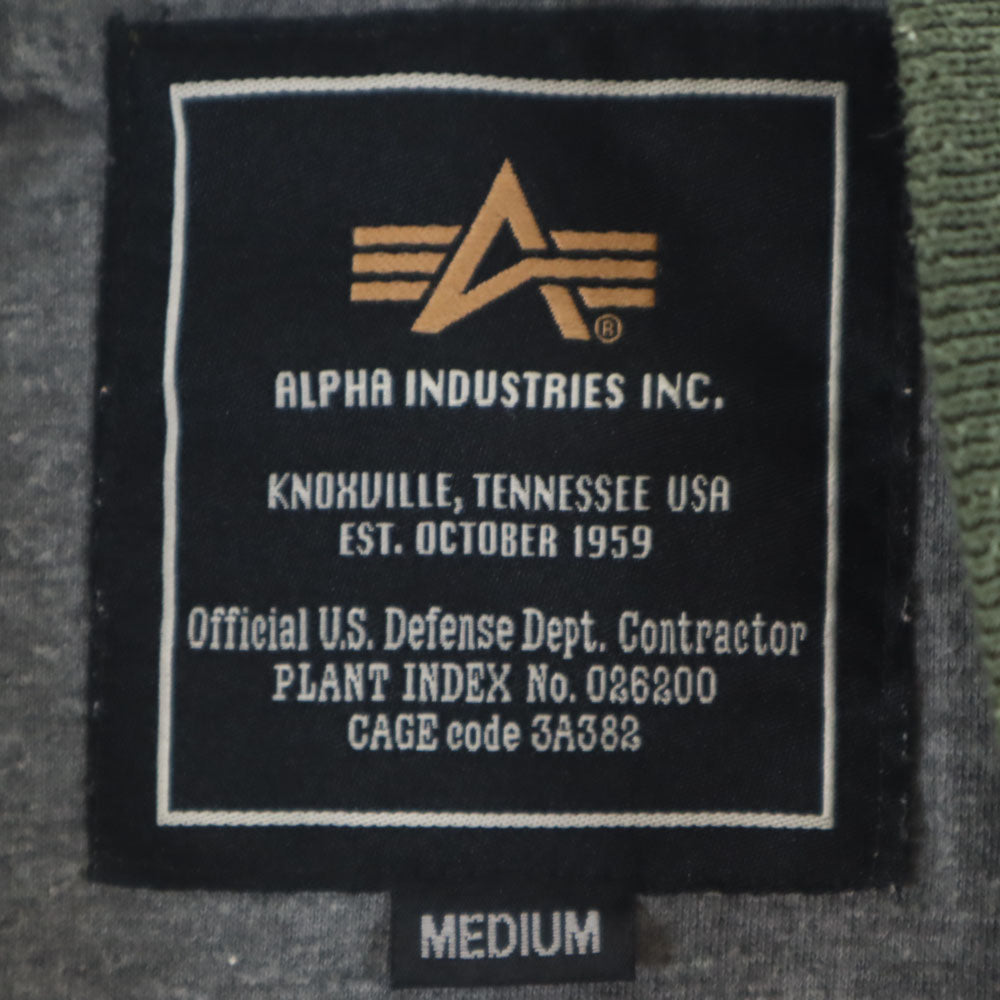 ®
ALPHA INDUSTRIES INC.
KNOXVILLE, TENNESSEE USA
EST. OCTOBER 1959
Official U.S. Defense Dept. Contractor
PLANT INDEX No. 026200
CAGE code 3A382
MEDIUM